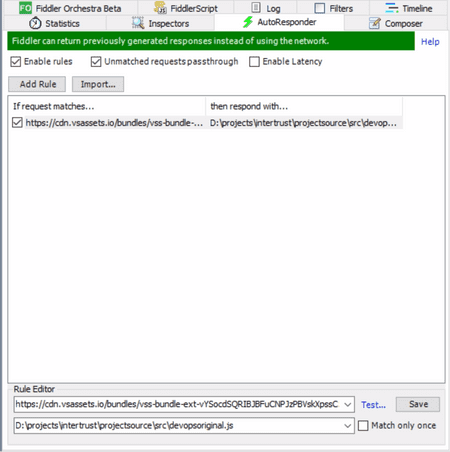 FO Fiddler Orchestra Beta JS FiddlerScript Log Filters Timeline
Statistics Inspectors AutoResponder Composer
Fiddler can return previously generated responses instead of using the network. Help
Enable rules Unmatched requests passthrough Enable Latency
Add Rule Import...
If request matches... then respond with...
https://cdn.vsassets.io/bundles/vss-bundle-... D:\projects\intertrust\projectsource\src\devop...
Rule Editor
https://cdn.vsassets.io/bundles/vss-bundle-ext-vYSocdSQRIBJBFuCNPJzPBVskXpssC Test... Save
D:\projects\intertrust\projectsource\src\devopsoriginal.js Match only once